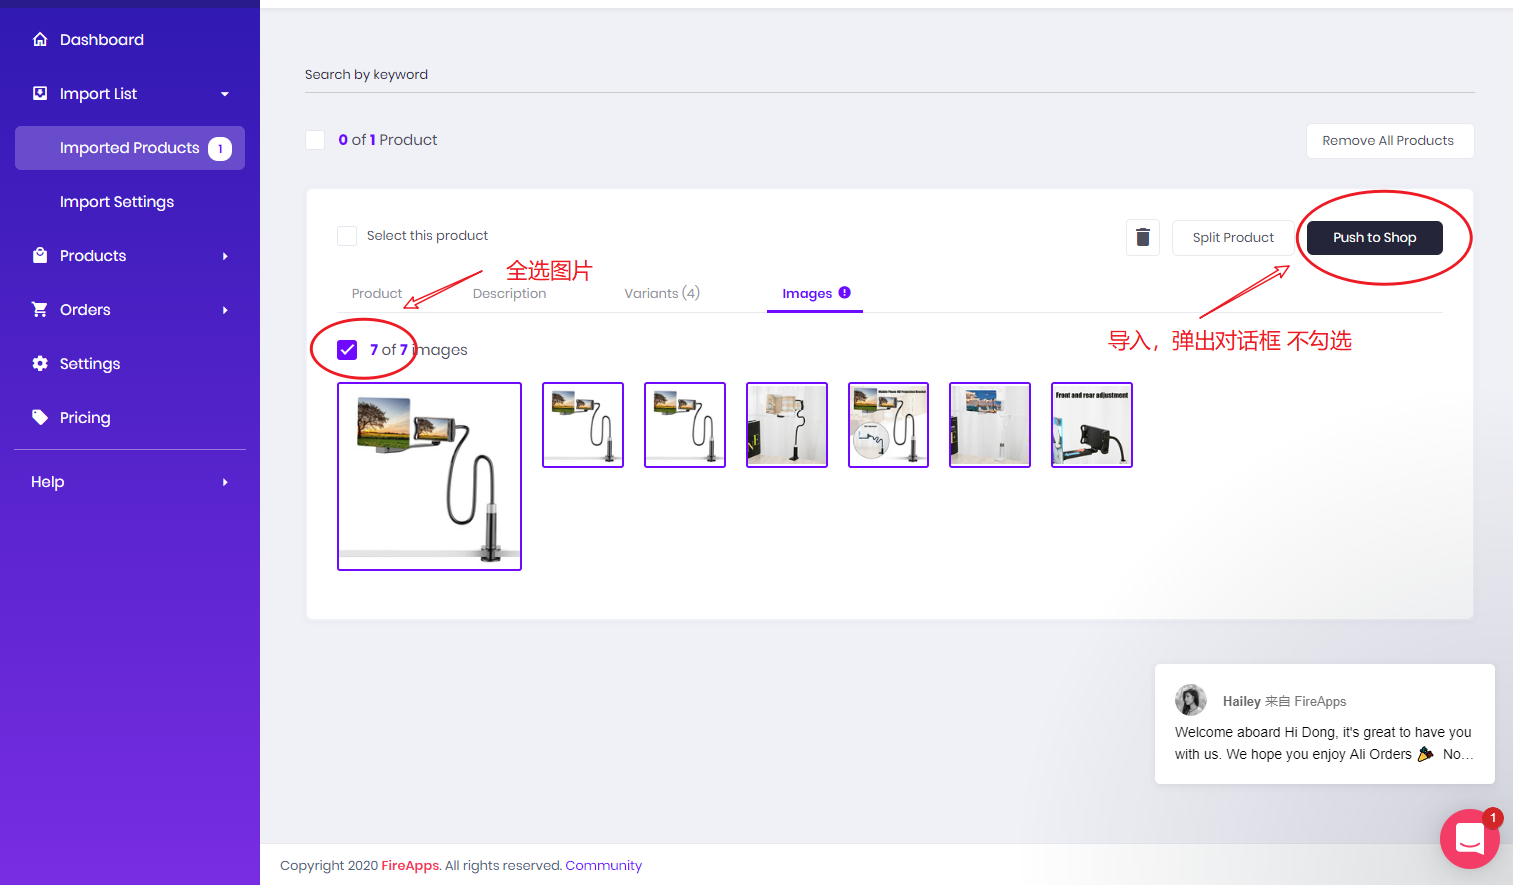 Dashboard
Import List
Imported Products 1
Import Settings
Products
Orders
Settings
Pricing
Help
Search by keyword
0 of 1 Product
Remove All Products
Select this product
Split Product
Push to Shop
全选图片
Product
Description
Variants (4)
Images
导入，弹出对话框 不勾选
7 of 7 images
Front and rear adjustment
Hailey 来自 FireApps
Welcome aboard Hi Dong, it's great to have you
with us. We hope you enjoy Ali Orders 🎉 No...
1
Copyright 2020 FireApps. All rights reserved. Community